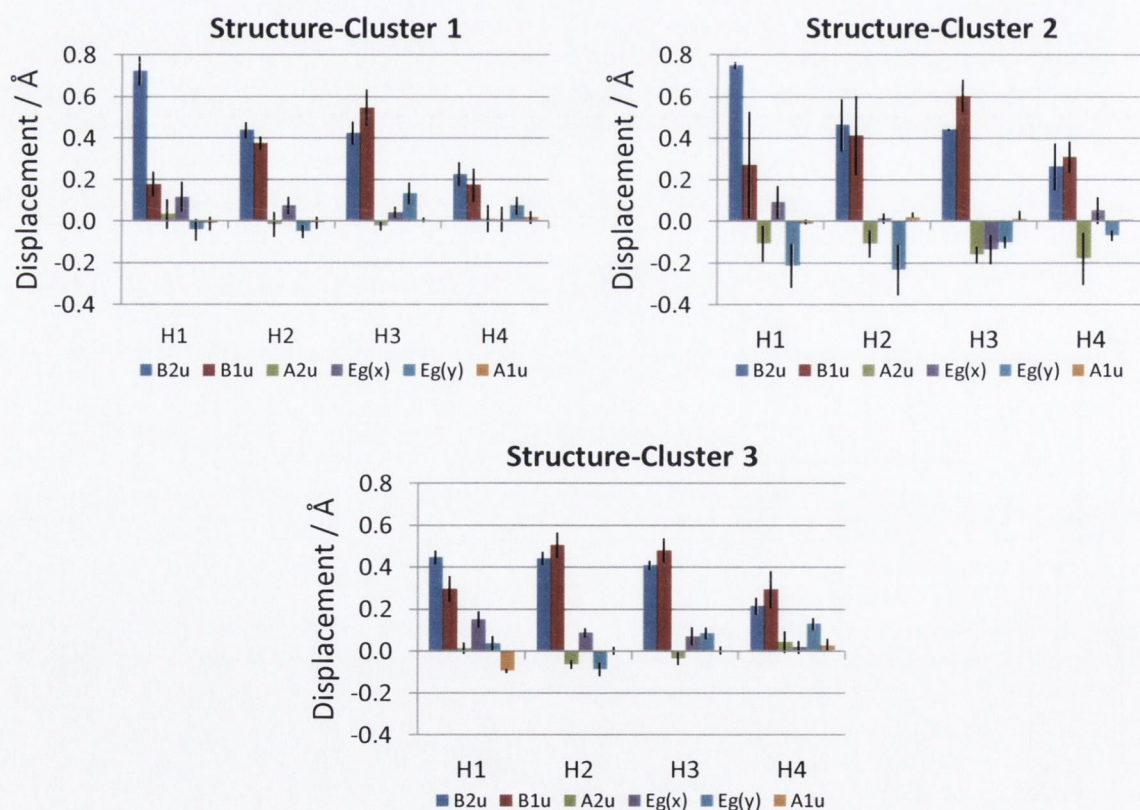 Structure-Cluster 1
Displacement / Å
0.8
0.6
0.4
0.2
0.0
-0.2
-0.4
H1 H2 H3 H4
B2u B1u A2u Eg(x) Eg(y) A1u
Structure-Cluster 2
Displacement / Å
0.8
0.6
0.4
0.2
0.0
-0.2
-0.4
H1 H2 H3 H4
B2u B1u A2u Eg(x) Eg(y) A1u
Structure-Cluster 3
Displacement / Å
0.8
0.6
0.4
0.2
0.0
-0.2
-0.4
H1 H2 H3 H4
B2u B1u A2u Eg(x) Eg(y) A1u